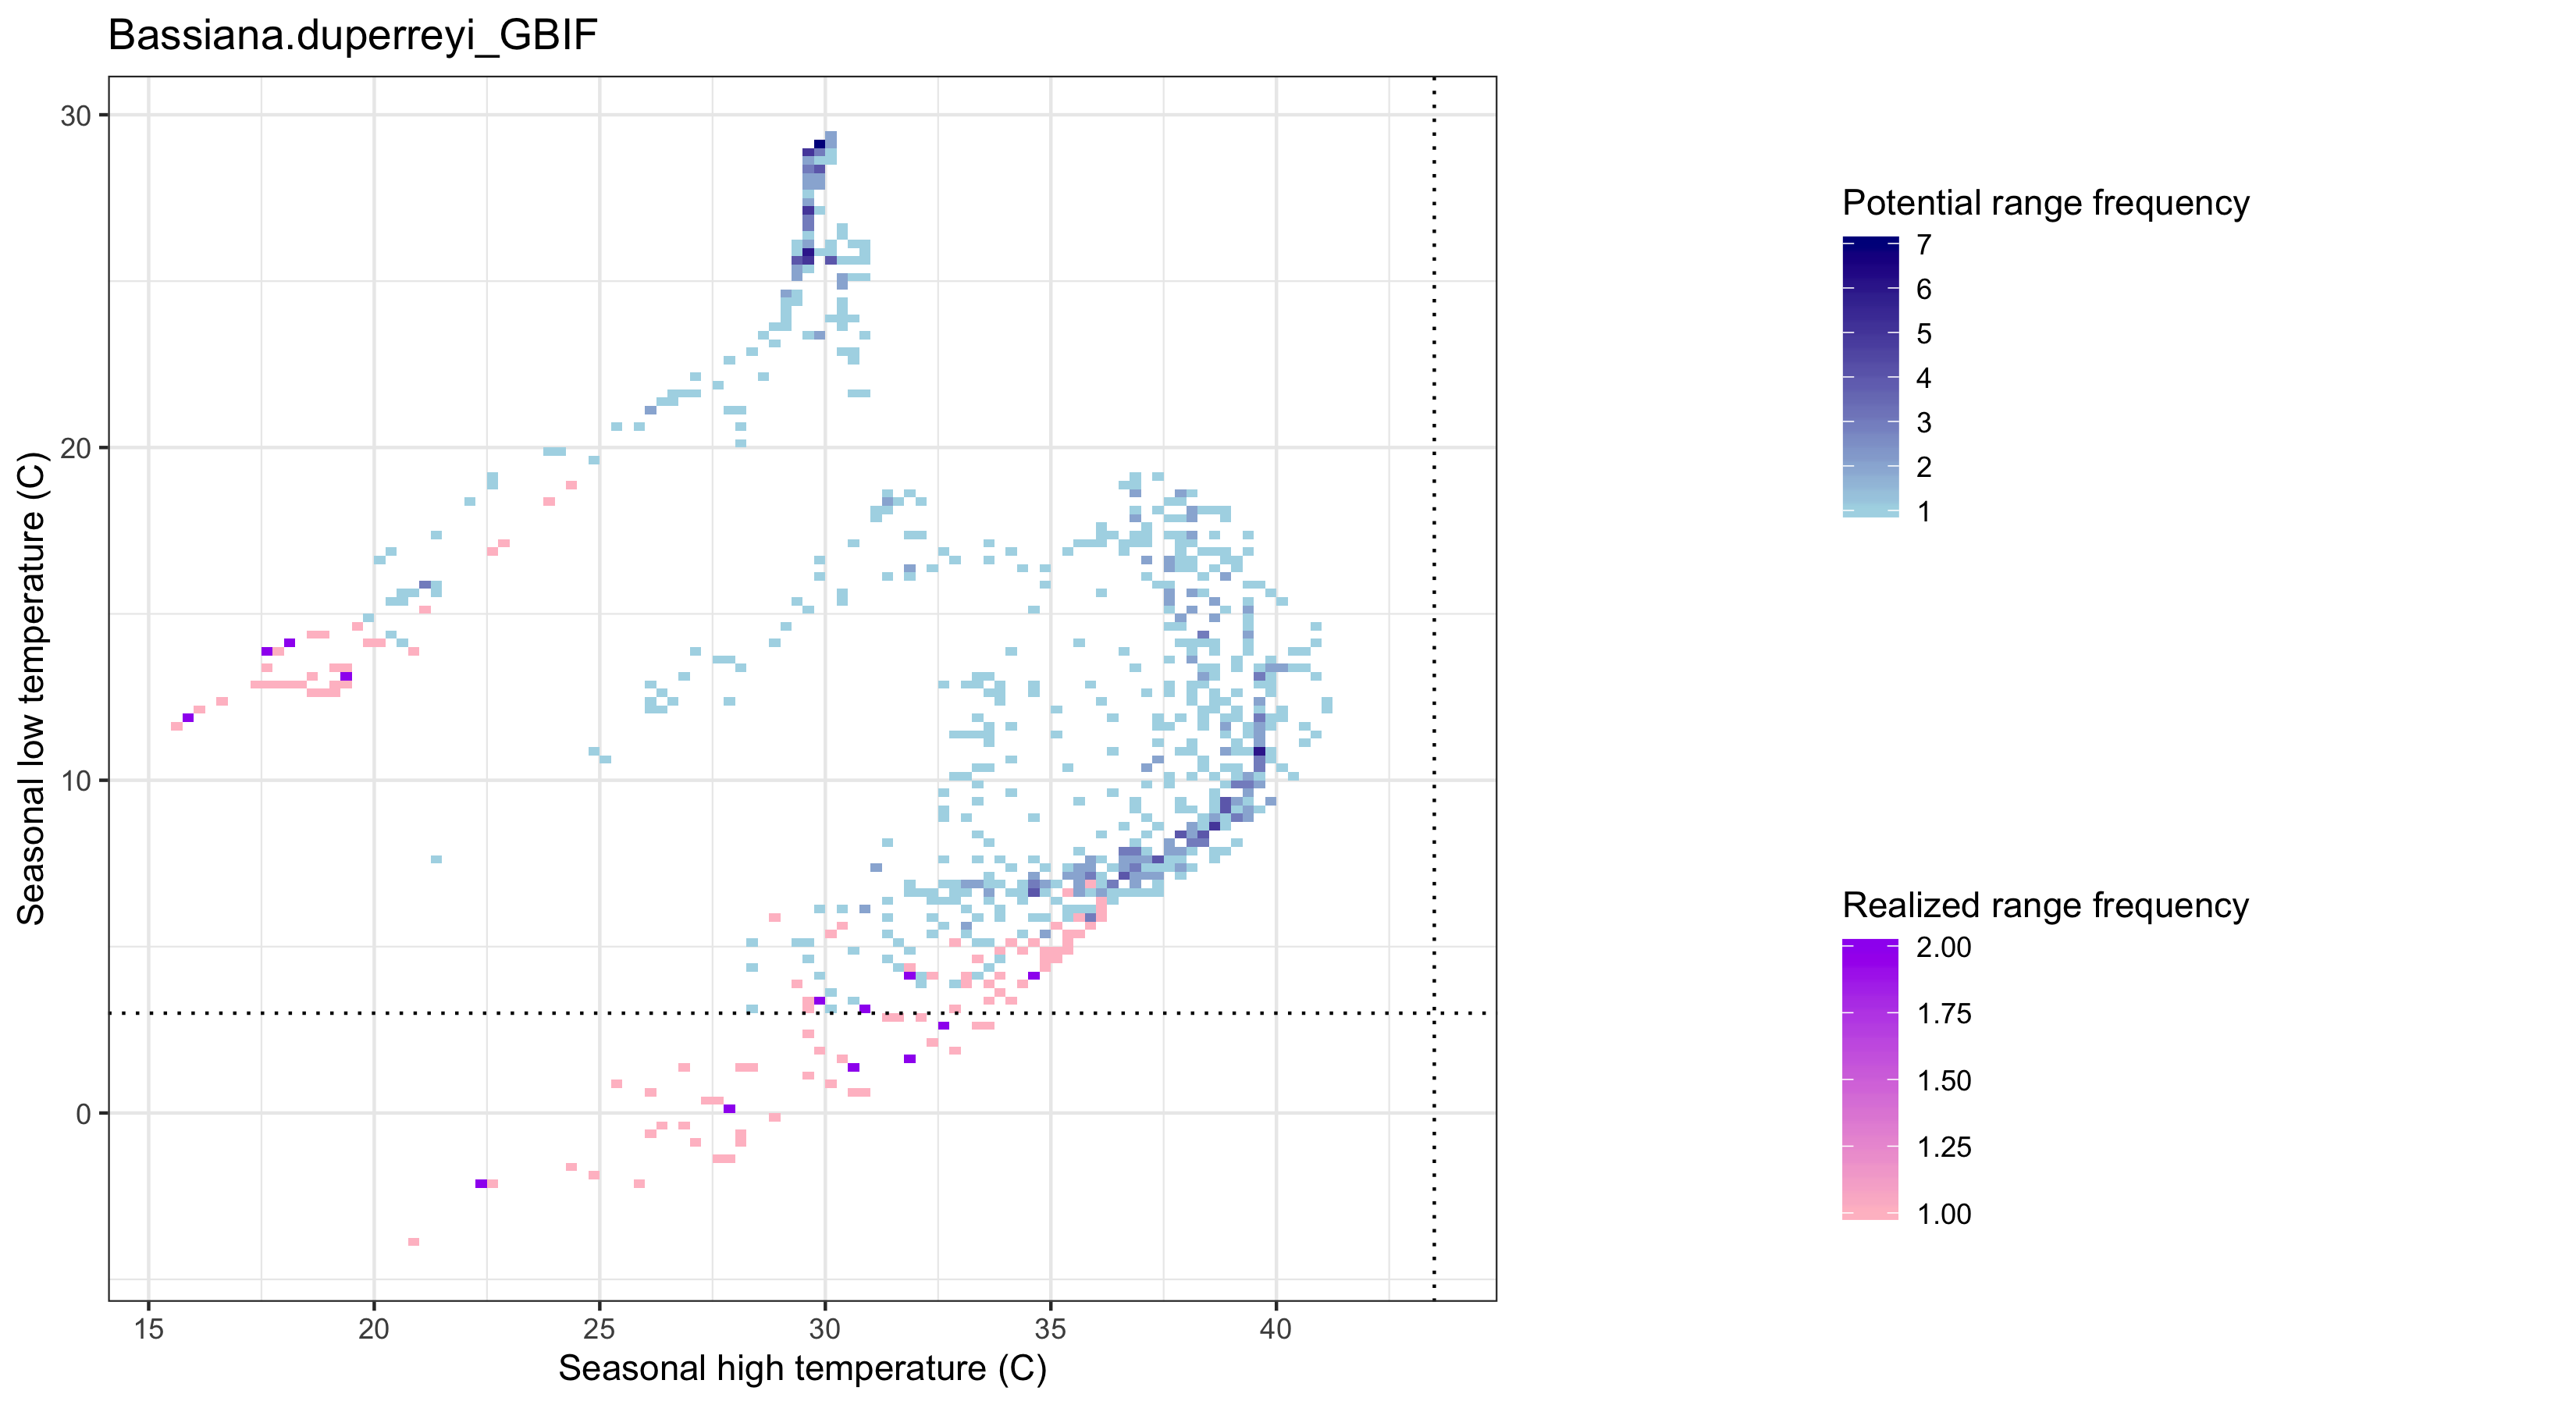 Bassiana.duperreyi_GBIF
30
20
10
0
Seasonal low temperature (C)
15 20 25 30 35 40
Seasonal high temperature (C)
Potential range frequency
7
6
5
4
3
2
1
Realized range frequency
2.00
1.75
1.50
1.25
1.00